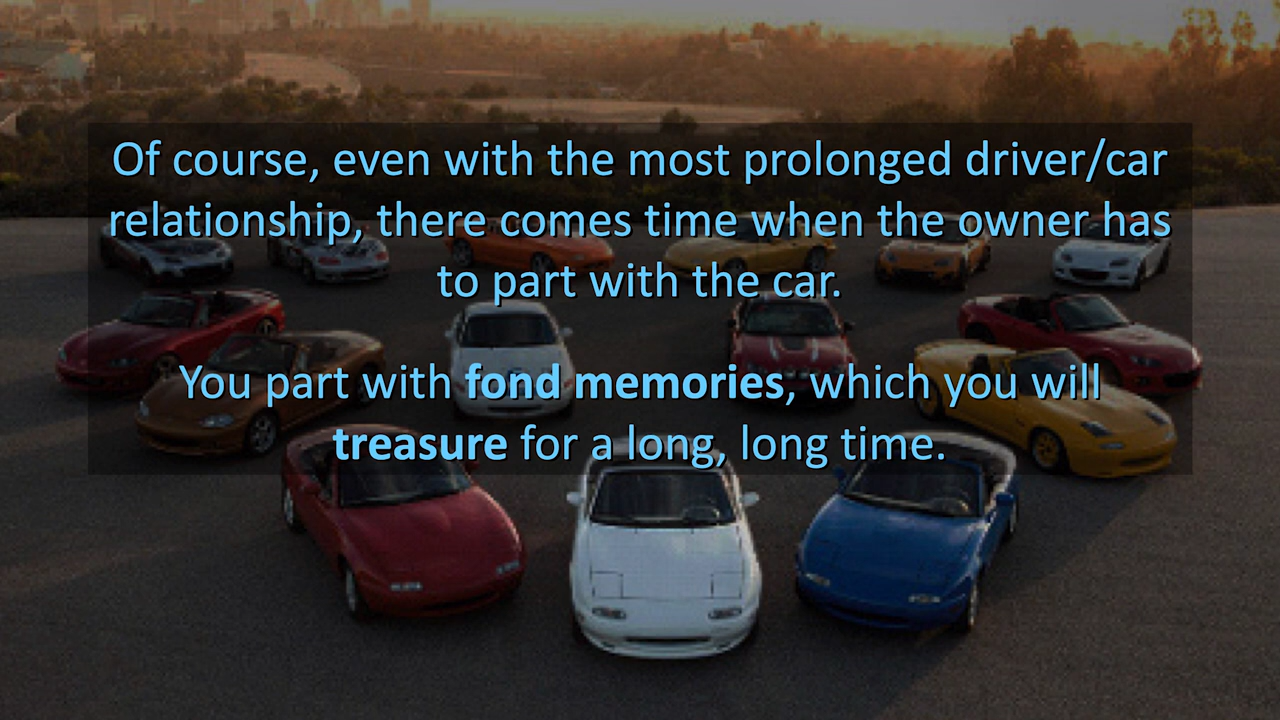 Of course, even with the most prolonged driver/car
relationship, there comes time when the owner has
to part with the car.
You part with fond memories, which you will
treasure for a long, long time.